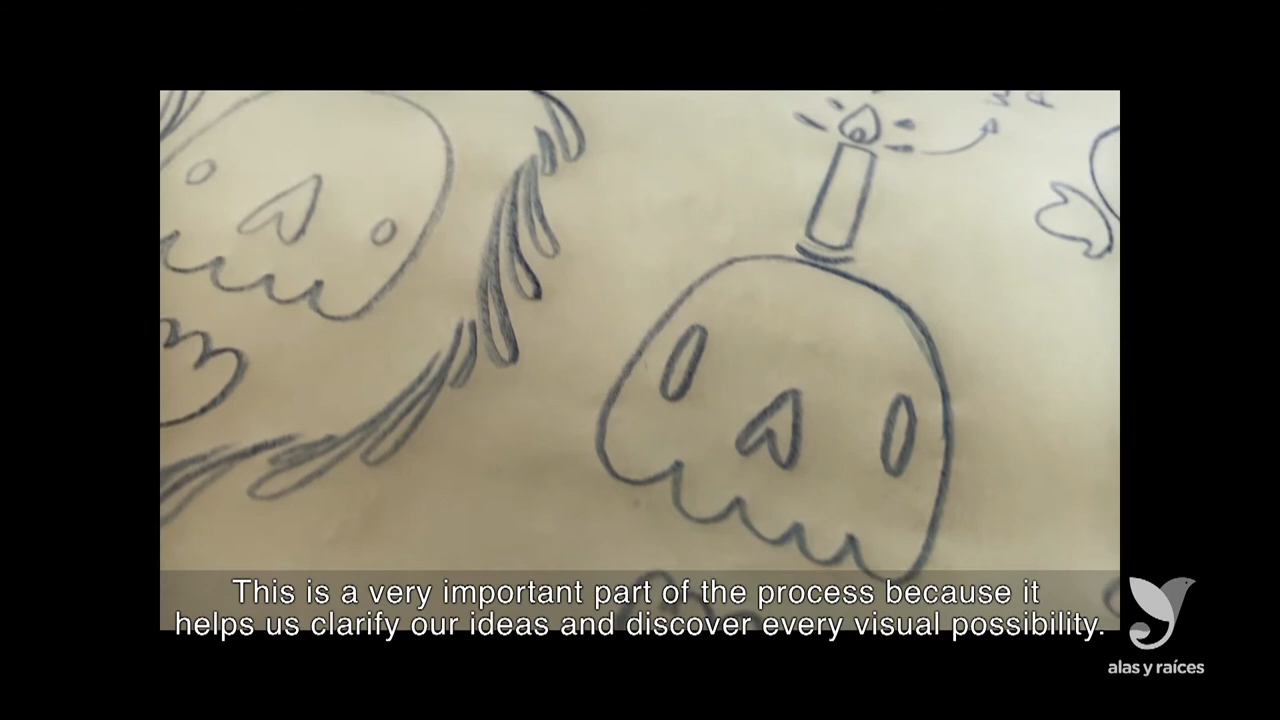 This is a very important part of the process because it
helps us clarify our ideas and discover every visual possibility.
alas y raíces